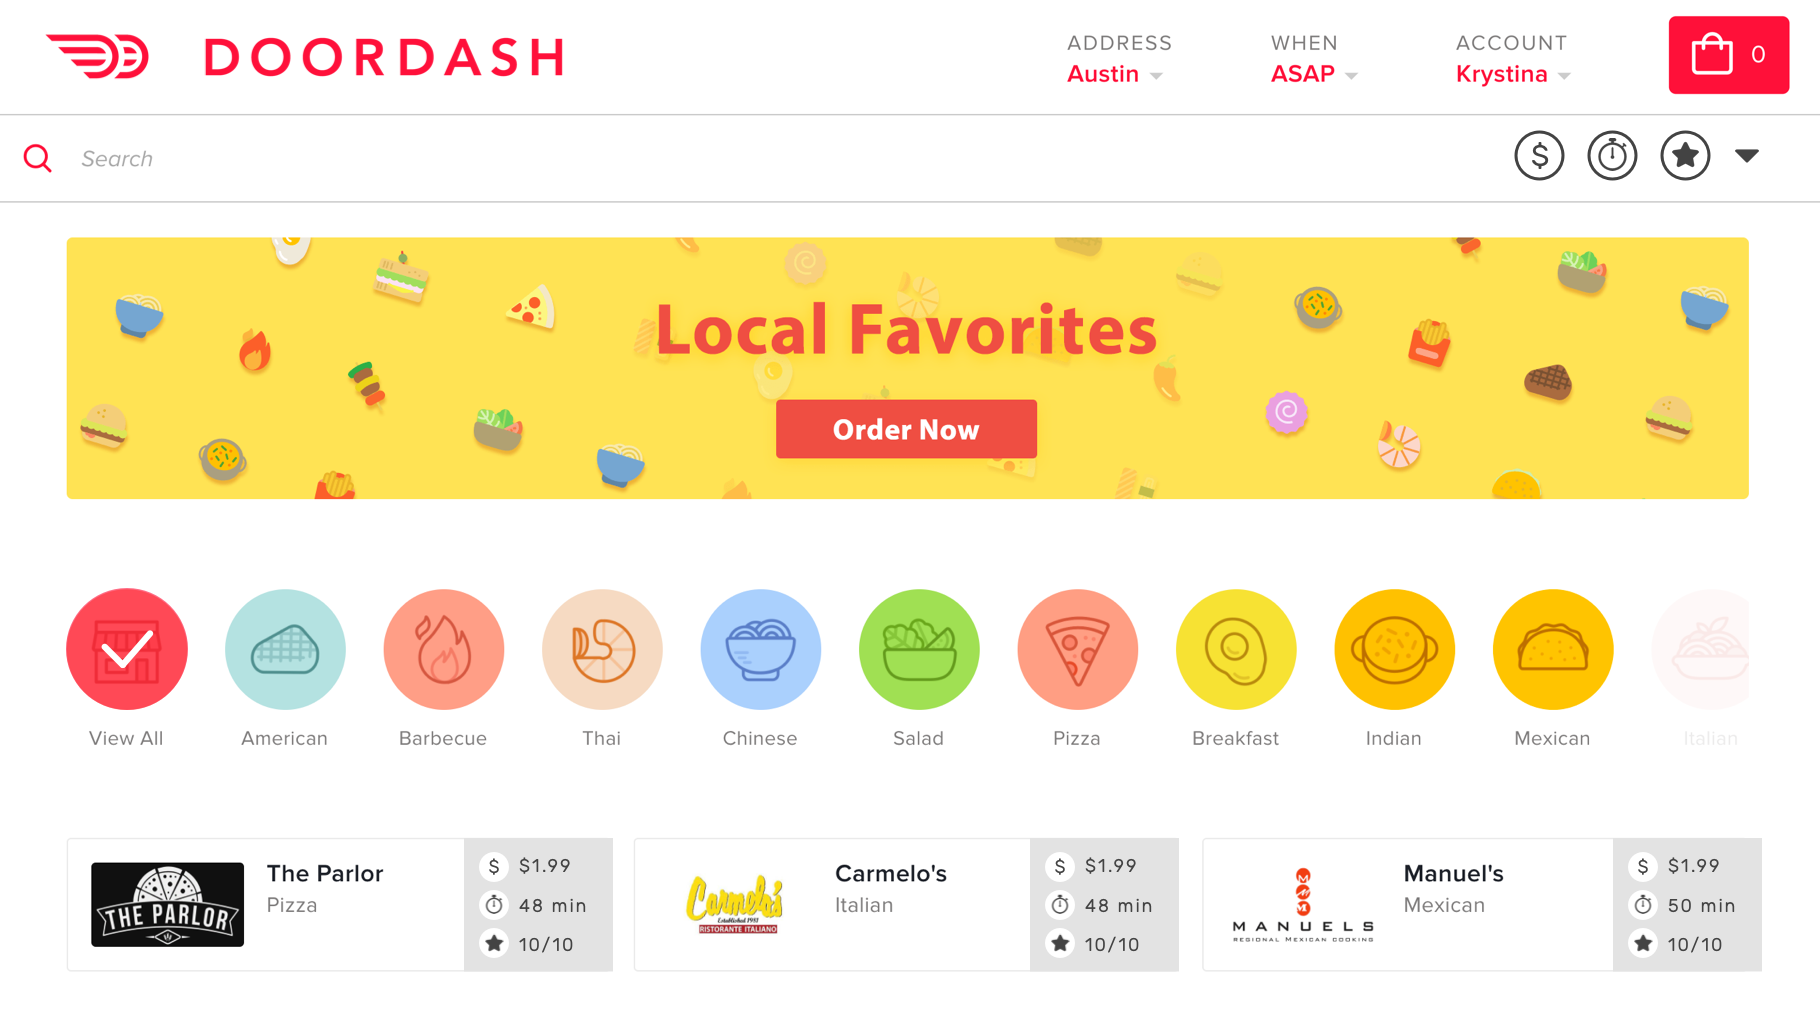 DOORDASH
ADDRESS
Austin
WHEN
ASAP
ACCOUNT
Krystina
0
Search
$
Local Favorites
Order Now
View All
American
Barbecue
Thai
Chinese
Salad
Pizza
Breakfast
Indian
Mexican
Italian
THE PARLOR
The Parlor
Pizza
$ $1.99
48 min
10/10
Carmelo's
Established 1985
RISTORANTE ITALIANO
Carmelo's
Italian
$ $1.99
48 min
10/10
MANUELS
REGIONAL MEXICAN COOKING
Manuel's
Mexican
$ $1.99
50 min
10/10